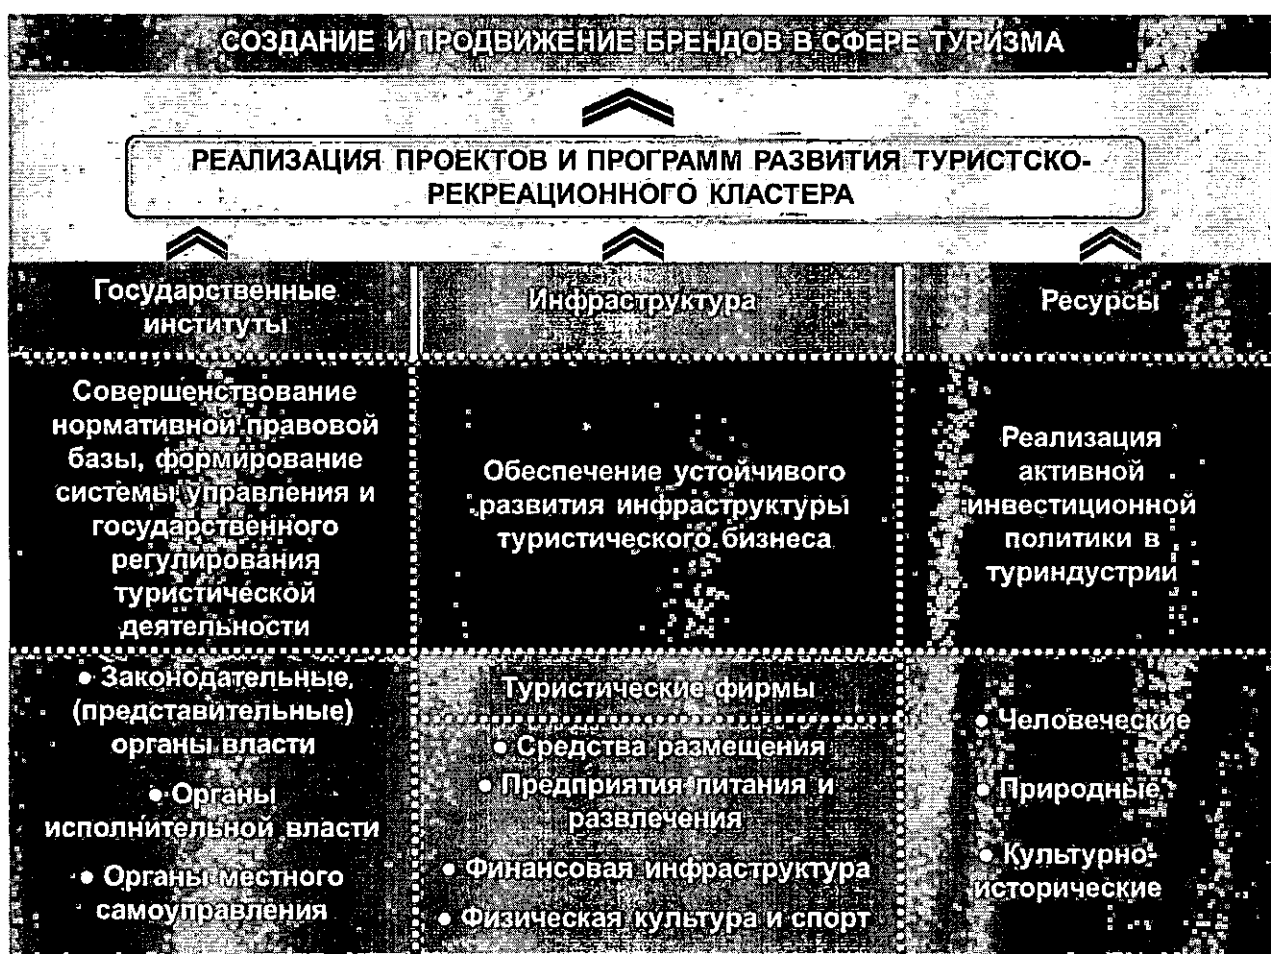 СОЗДАНИЕ И ПРОДВИЖЕНИЕ БРЕНДОВ В СФЕРЕ ТУРИЗМА
РЕАЛИЗАЦИЯ ПРОЕКТОВ И ПРОГРАММ РАЗВИТИЯ ТУРИСТСКО-
РЕКРЕАЦИОННОГО КЛАСТЕРА
Государственные
институты
Инфраструктура
Ресурсы
Совершенствование
нормативной правовой
базы, формирование
системы управления и
государственного
регулирования
туристической
деятельности
Обеспечение устойчивого
развития инфраструктуры
туристического бизнеса
Реализация
активной
инвестиционной
политики в
туриндустрии
• Законодательные
(представительные)
органы власти
• Органы
исполнительной власти
• Органы местного
самоуправления
Туристические фирмы
• Средства размещения
• Предприятия питания и
развлечения
• Финансовая инфраструктура
• Физическая культура и спорт
• Человеческие
• Природные
• Культурно-
исторические